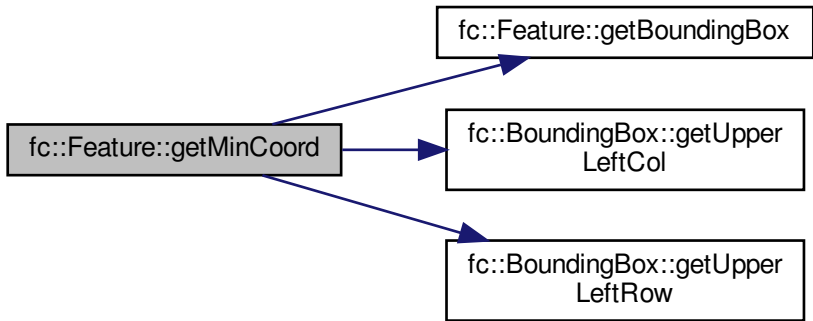 fc::Feature::getBoundingBox
fc::Feature::getMinCoord
fc::BoundingBox::getUpper
LeftCol
fc::BoundingBox::getUpper
LeftRow